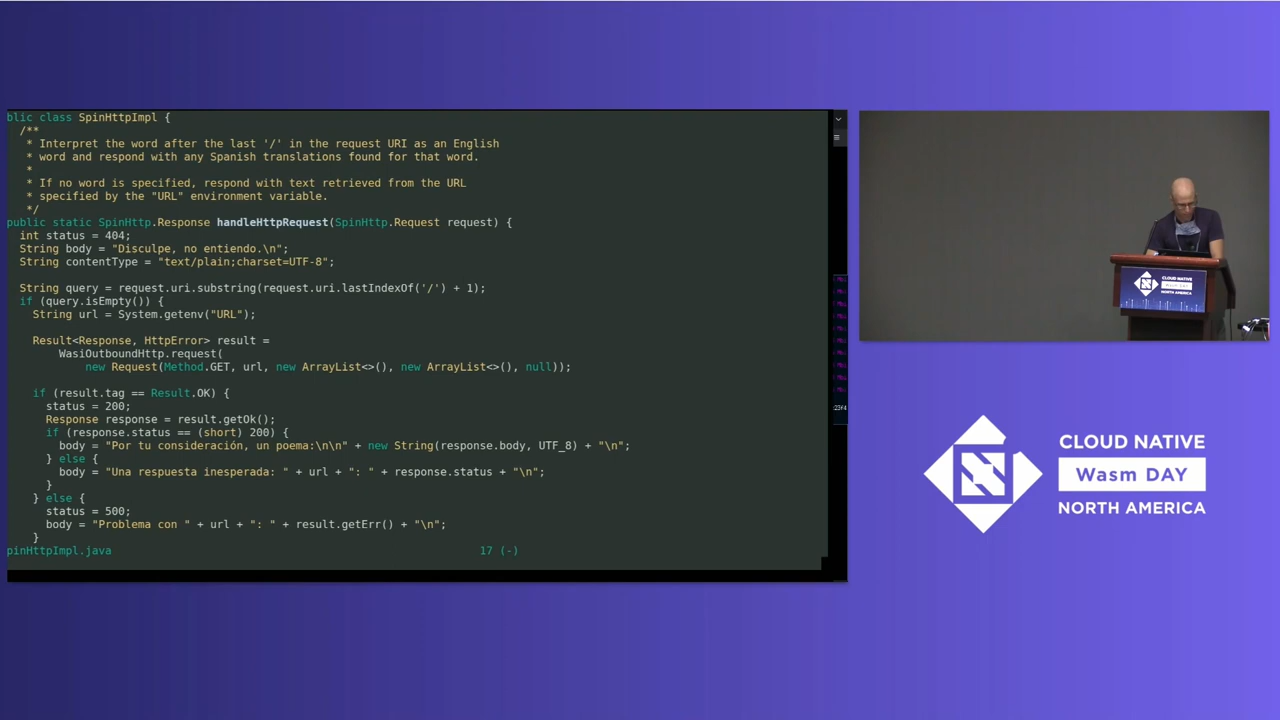 blic class SpinHttpImpl {
/**
* Interpret the word after the last '/' in the request URI as an English
* word and respond with any Spanish translations found for that word.
*
* If no word is specified, respond with text retrieved from the URL
* specified by the "URL" environment variable.
*/
public static SpinHttp.Response handleHttpRequest(SpinHttp.Request request) {
int status = 404;
String body = "Disculpe, no entiendo.\n";
String contentType = "text/plain;charset=UTF-8";
String query = request.uri.substring(request.uri.lastIndexOf('/') + 1);
if (query.isEmpty()) {
String url = System.getenv("URL");
Result<Response, HttpError> result =
WasiOutboundHttp.request(
new Request(Method.GET, url, new ArrayList<>(), new ArrayList<>(), null));
if (result.tag == Result.OK) {
status = 200;
Response response = result.getOk();
if (response.status == (short) 200) {
body = "Por tu consideración, un poema:\n\n" + new String(response.body, UTF_8) + "\n";
} else {
body = "Una respuesta inesperada: " + url + ": " + response.status + "\n";
}
} else {
status = 500;
body = "Problema con " + url + ": " + result.getErr() + "\n";
}
pinHttpImpl.java 17 (-)
CLOUD NATIVE
Wasm DAY
NORTH AMERICA
CLOUD NATIVE
Wasm DAY
NORTH AMERICA